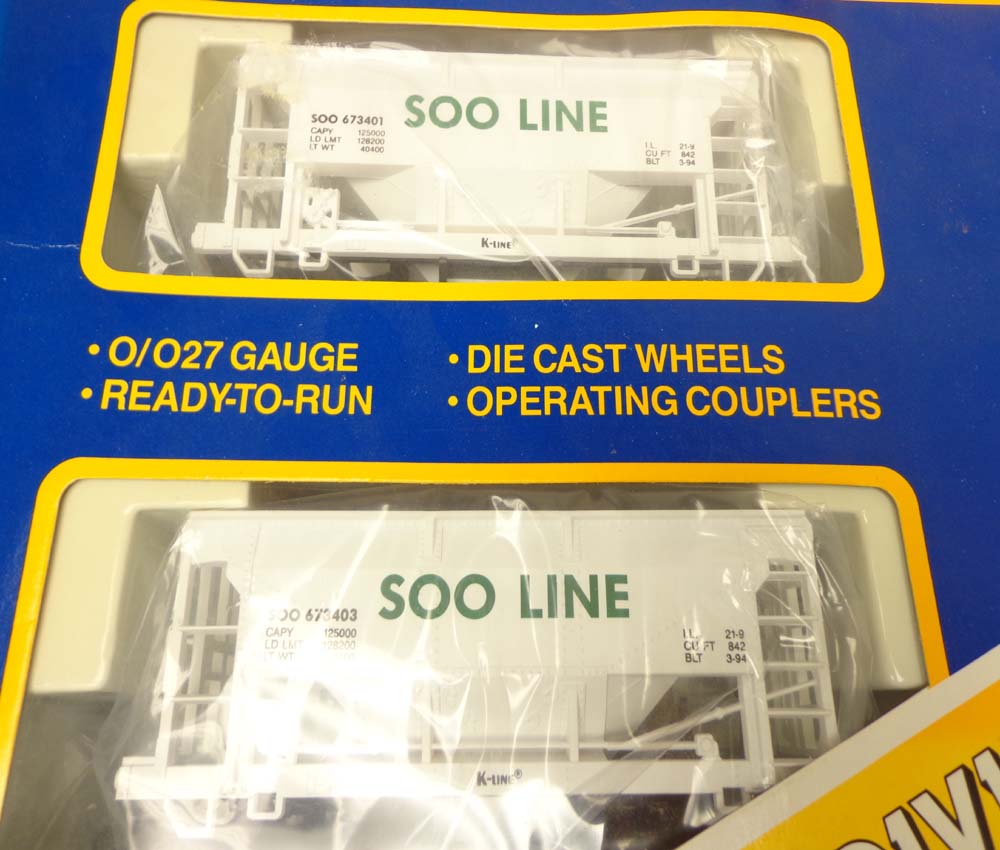 SOO LINE
SOO 673401
CAPY 125000
LD LMT 128200
LT WT 40400
I L 21-9
CU FT 842
BLT 3-94
K-LINE®
• O/O27 GAUGE
• READY-TO-RUN
• DIE CAST WHEELS
• OPERATING COUPLERS
SOO LINE
SOO 673403
CAPY 125000
LD LMT 128200
LT WT
I L 21-9
CU FT 842
BLT 3-94
K-LINE®